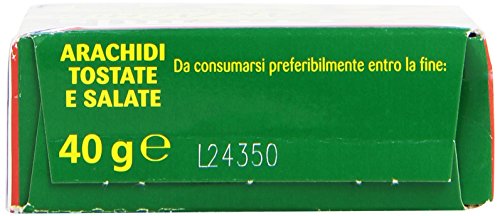 ARACHIDI
TOSTATE
E SALATE
Da consumarsi preferibilmente entro la fine:
40 g e
L24350